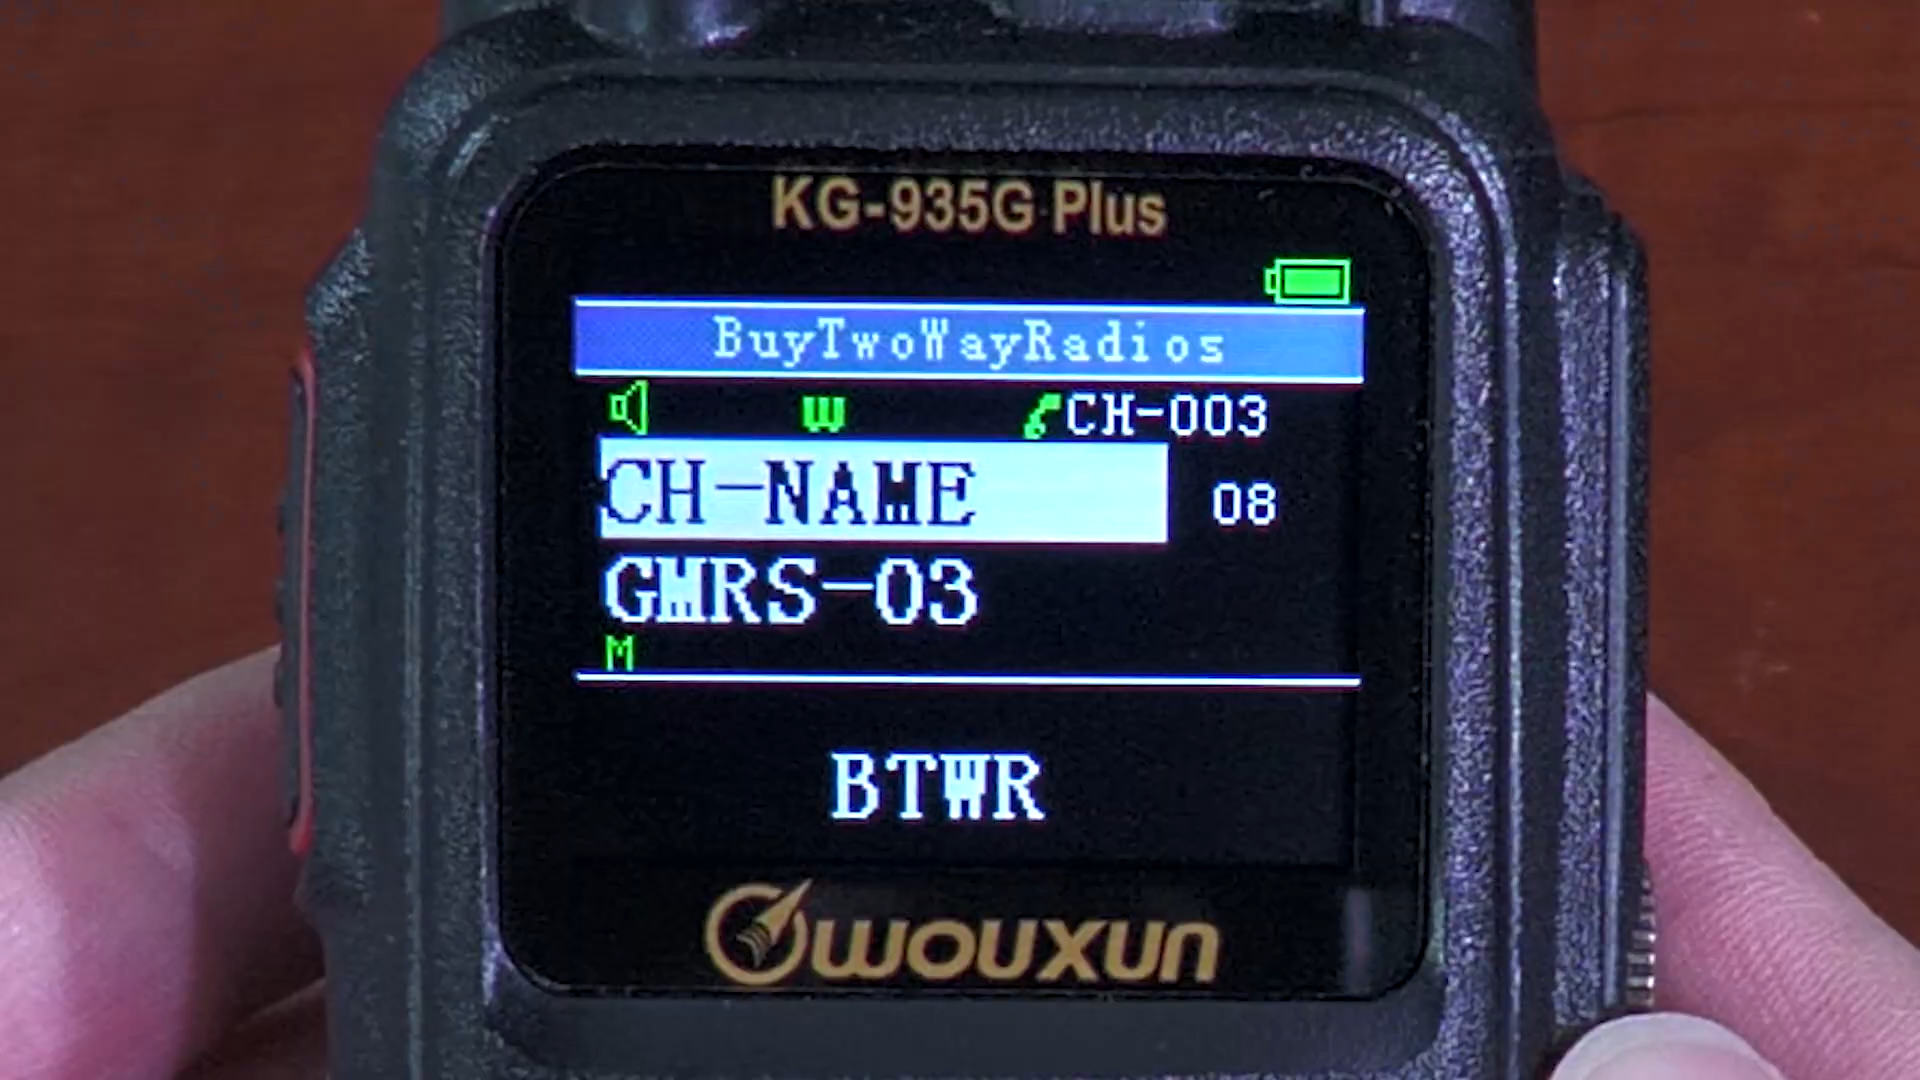 KG-935G Plus
BuyTwoWayRadios
W CH-003
CH-NAME 08
GMRS-03
M
BTWR
WOUXUN